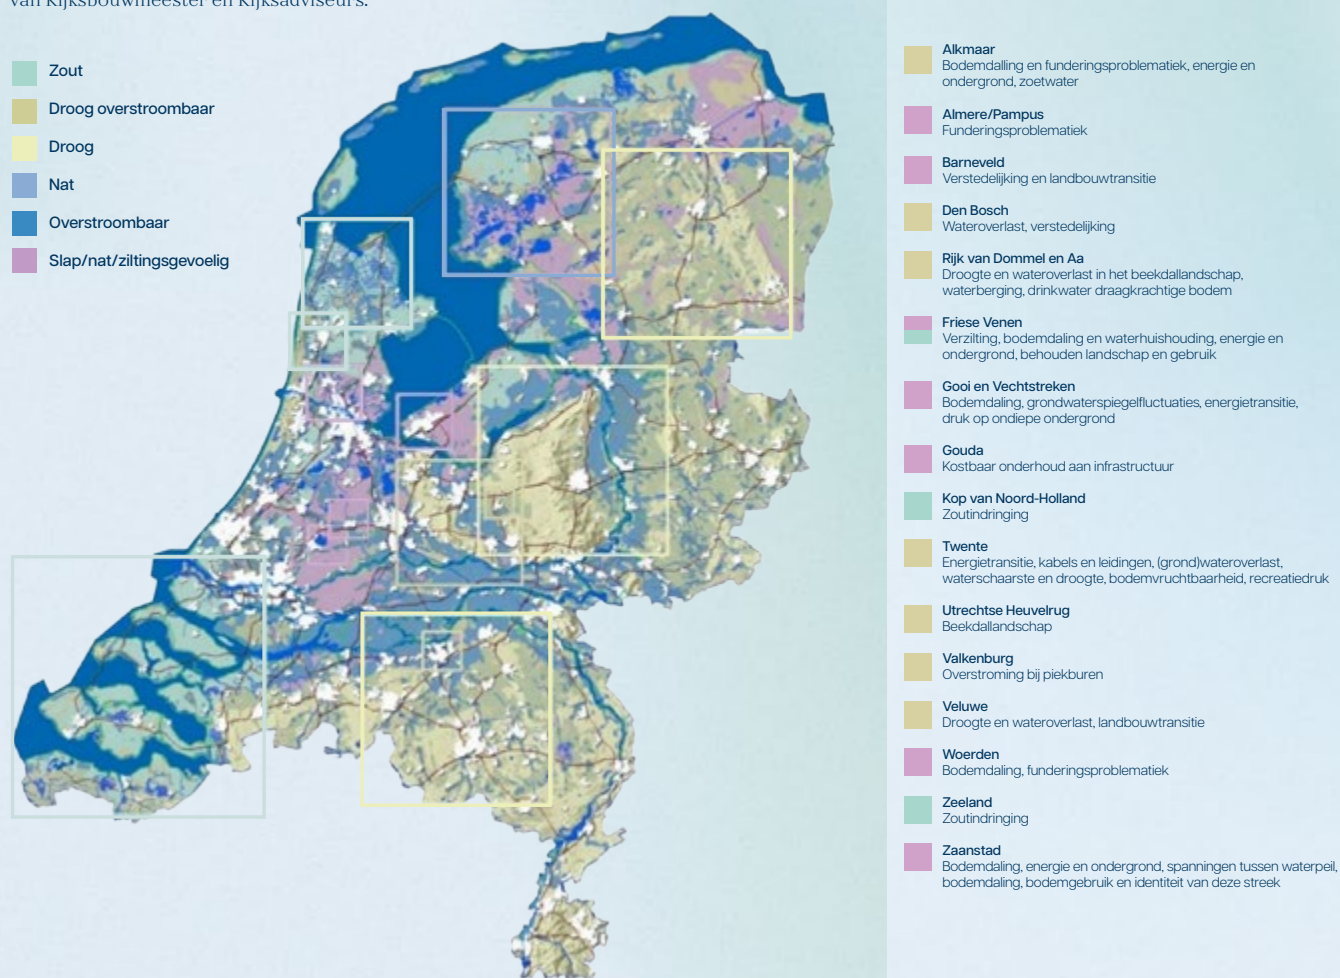 van Rijksbouwmeester en Rijksadviseurs.
Zout
Droog overstroombaar
Droog
Nat
Overstroombaar
Slap/nat/ziltingsgevoelig
Alkmaar
Bodemdalling en funderingsproblematiek, energie en
ondergrond, zoetwater
Almere/Pampus
Funderingsproblematiek
Barneveld
Verstedelijking en landbouwtransitie
Den Bosch
Wateroverlast, verstedelijking
Rijk van Dommel en Aa
Droogte en wateroverlast in het beekdallandschap,
waterberging, drinkwater draagkrachtige bodem
Friese Venen
Verzilting, bodemdaling en waterhuishouding, energie en
ondergrond, behouden landschap en gebruik
Gooi en Vechtstreken
Bodemdaling, grondwaterspiegelfluctuaties, energietransitie,
druk op ondiepe ondergrond
Gouda
Kostbaar onderhoud aan infrastructuur
Kop van Noord-Holland
Zoutindringing
Twente
Energietransitie, kabels en leidingen, (grond)wateroverlast,
waterschaarste en droogte, bodemvruchtbaarheid, recreatiedruk
Utrechtse Heuvelrug
Beekdallandschap
Valkenburg
Overstroming bij piekburen
Veluwe
Droogte en wateroverlast, landbouwtransitie
Woerden
Bodemdaling, funderingsproblematiek
Zeeland
Zoutindringing
Zaanstad
Bodemdaling, energie en ondergrond, spanningen tussen waterpeil,
bodemdaling, bodemgebruik en identiteit van deze streek